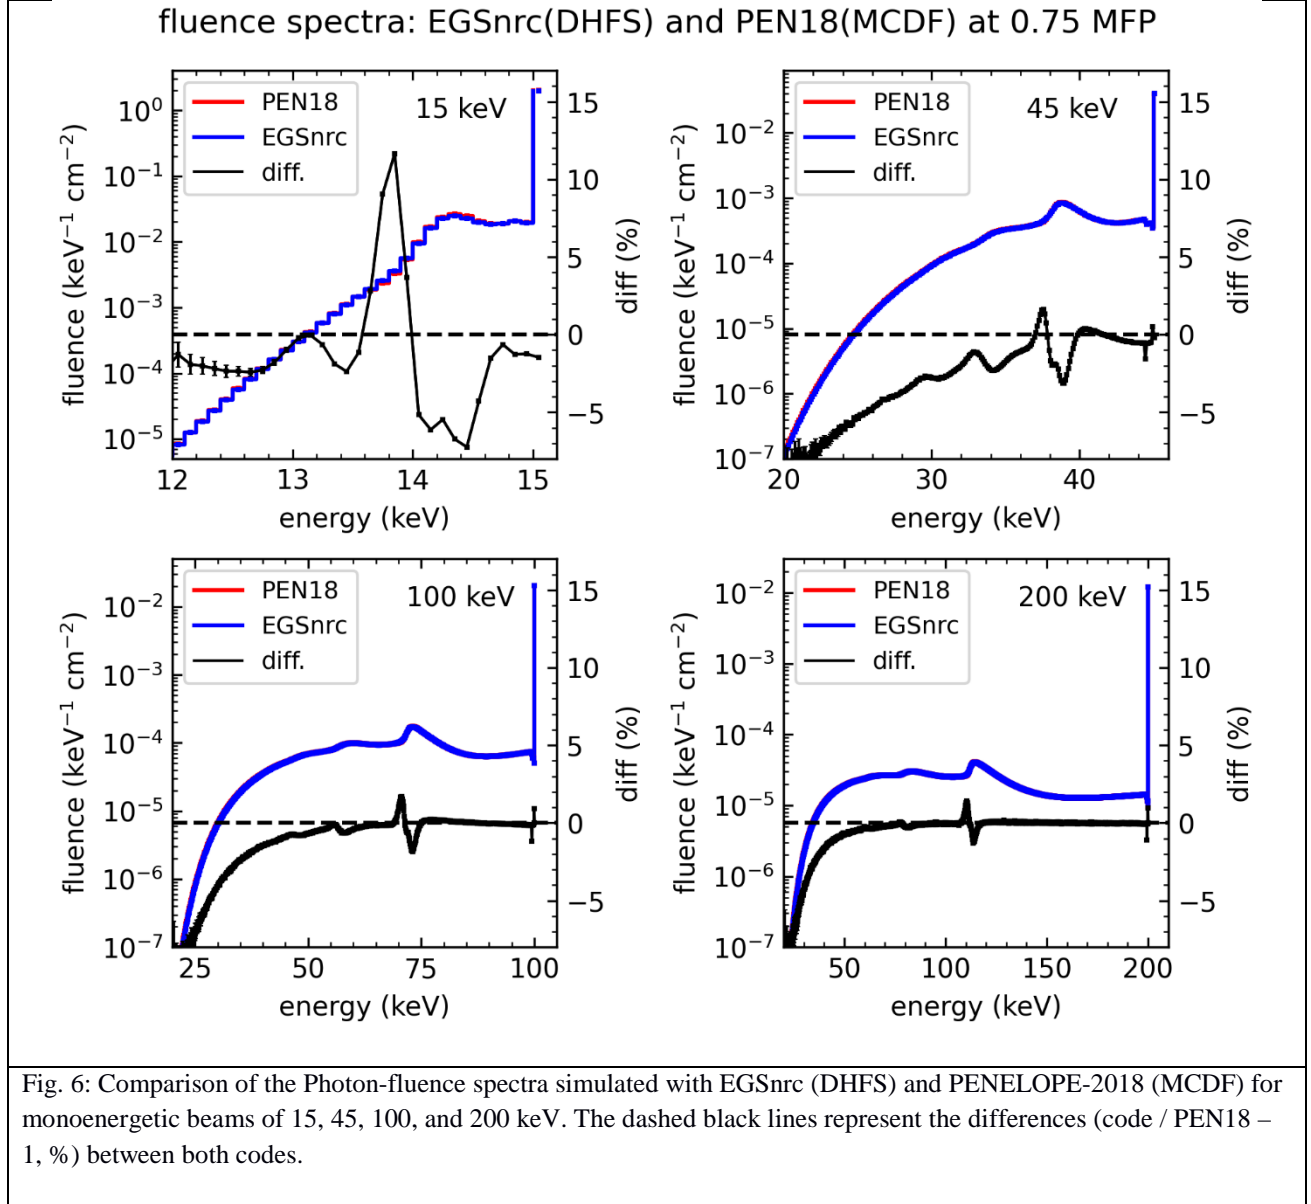 fluence spectra: EGSnrc(DHFS) and PEN18(MCDF) at 0.75 MFP
PEN18
EGSnrc
diff.
15 keV
10⁰
10⁻¹
10⁻²
10⁻³
10⁻⁴
10⁻⁵
fluence (keV⁻¹ cm⁻²)
15
10
5
0
−5
diff (%)
12 13 14 15
energy (keV)
PEN18
EGSnrc
diff.
45 keV
10⁻²
10⁻³
10⁻⁴
10⁻⁵
10⁻⁶
10⁻⁷
fluence (keV⁻¹ cm⁻²)
15
10
5
0
−5
diff (%)
20 30 40
energy (keV)
PEN18
EGSnrc
diff.
100 keV
10⁻²
10⁻³
10⁻⁴
10⁻⁵
10⁻⁶
10⁻⁷
fluence (keV⁻¹ cm⁻²)
15
10
5
0
−5
diff (%)
25 50 75 100
energy (keV)
PEN18
EGSnrc
diff.
200 keV
10⁻²
10⁻³
10⁻⁴
10⁻⁵
10⁻⁶
10⁻⁷
fluence (keV⁻¹ cm⁻²)
15
10
5
0
−5
diff (%)
50 100 150 200
energy (keV)
Fig. 6: Comparison of the Photon-fluence spectra simulated with EGSnrc (DHFS) and PENELOPE-2018 (MCDF) for
monoenergetic beams of 15, 45, 100, and 200 keV. The dashed black lines represent the differences (code / PEN18 –
1, %) between both codes.